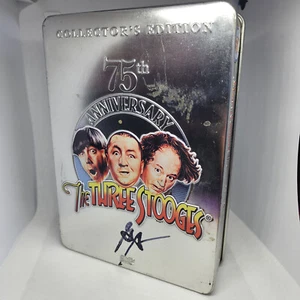 COLLECTOR'S EDITION
75th
ANNIVERSARY
The THREE STOOGES